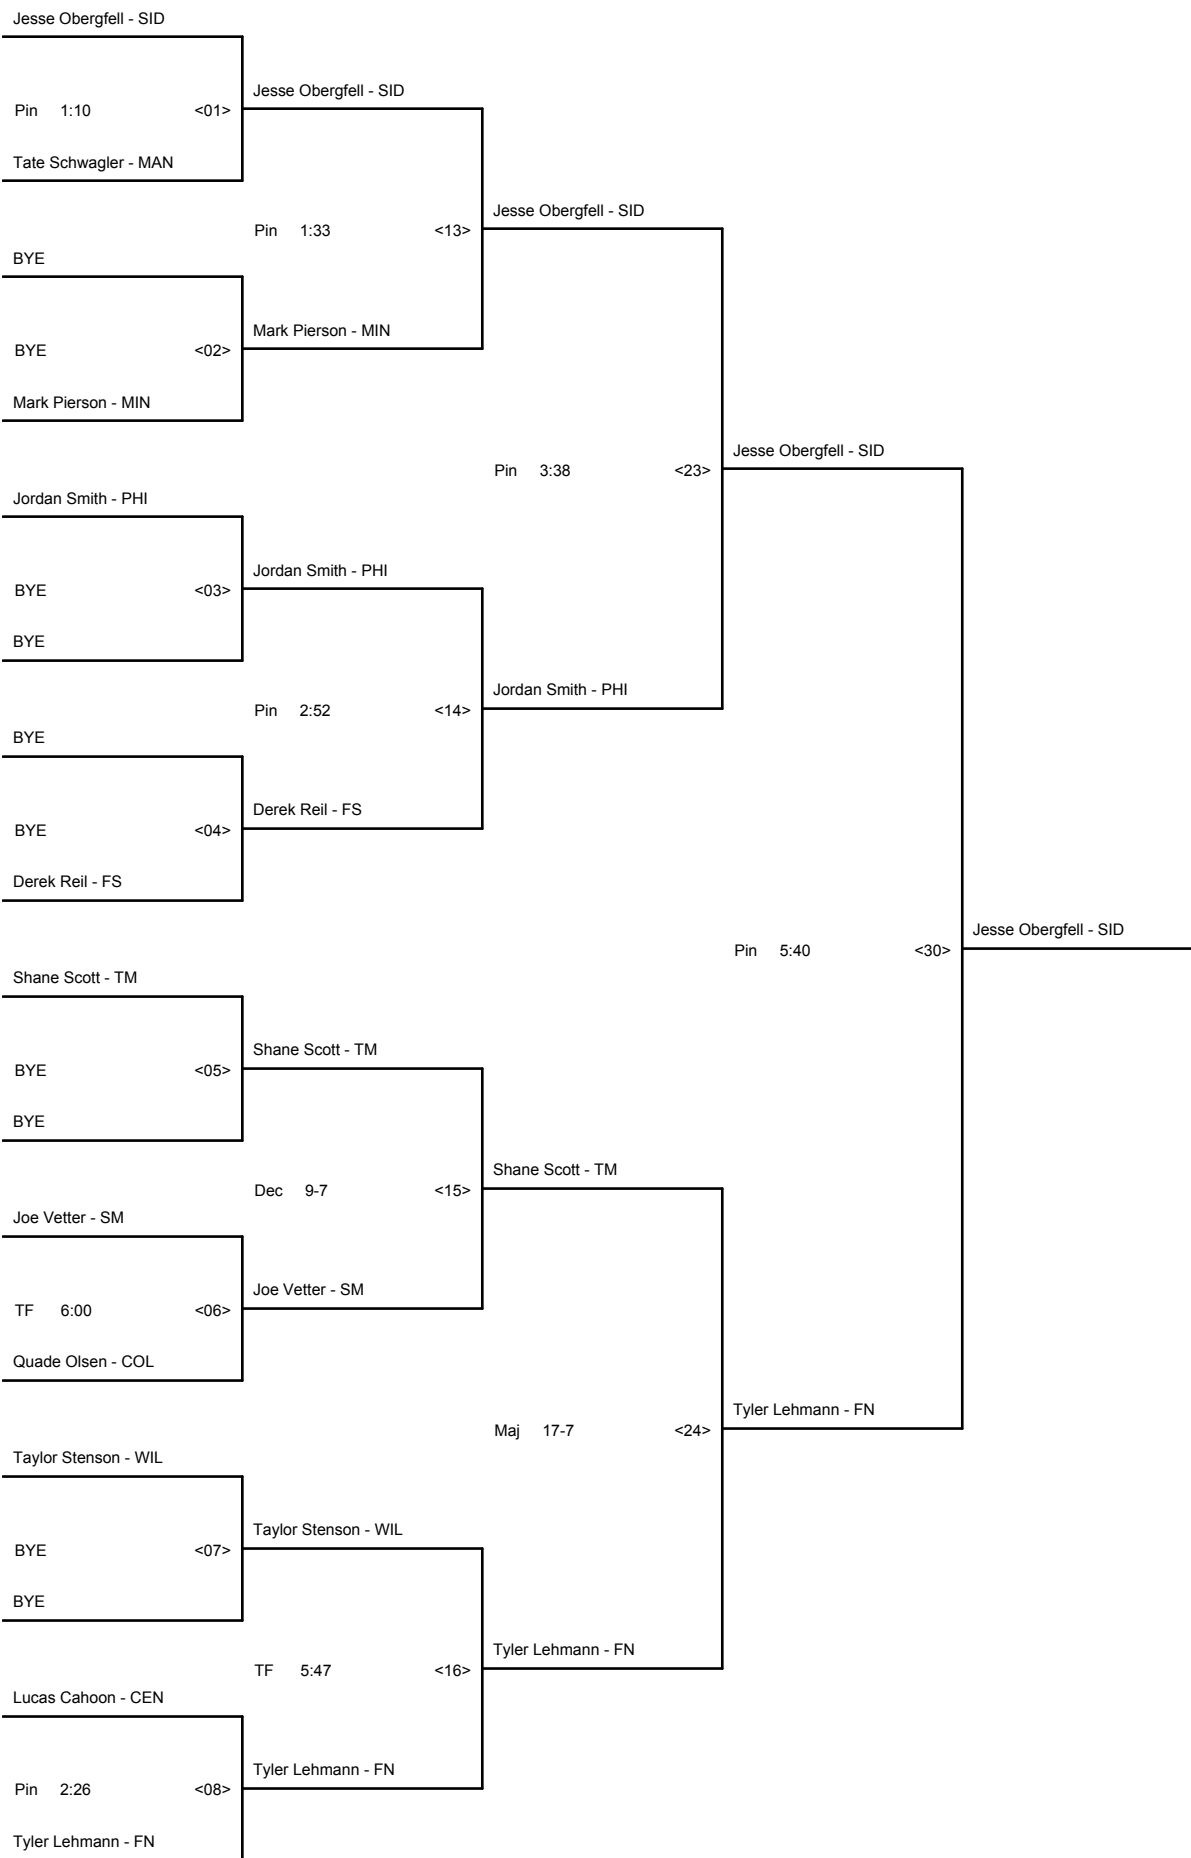 Jesse Obergfell - SID
Jesse Obergfell - SID
Pin 1:10 <01>
Tate Schwagler - MAN
Jesse Obergfell - SID
Pin 1:33 <13>
BYE
Mark Pierson - MIN
BYE <02>
Mark Pierson - MIN
Jesse Obergfell - SID
Pin 3:38 <23>
Jordan Smith - PHI
Jordan Smith - PHI
BYE <03>
BYE
Jordan Smith - PHI
Pin 2:52 <14>
BYE
Derek Reil - FS
BYE <04>
Derek Reil - FS
Jesse Obergfell - SID
Pin 5:40 <30>
Shane Scott - TM
Shane Scott - TM
BYE <05>
BYE
Shane Scott - TM
Dec 9-7 <15>
Joe Vetter - SM
Joe Vetter - SM
TF 6:00 <06>
Quade Olsen - COL
Tyler Lehmann - FN
Maj 17-7 <24>
Taylor Stenson - WIL
Taylor Stenson - WIL
BYE <07>
BYE
Tyler Lehmann - FN
TF 5:47 <16>
Lucas Cahoon - CEN
Tyler Lehmann - FN
Pin 2:26 <08>
Tyler Lehmann - FN